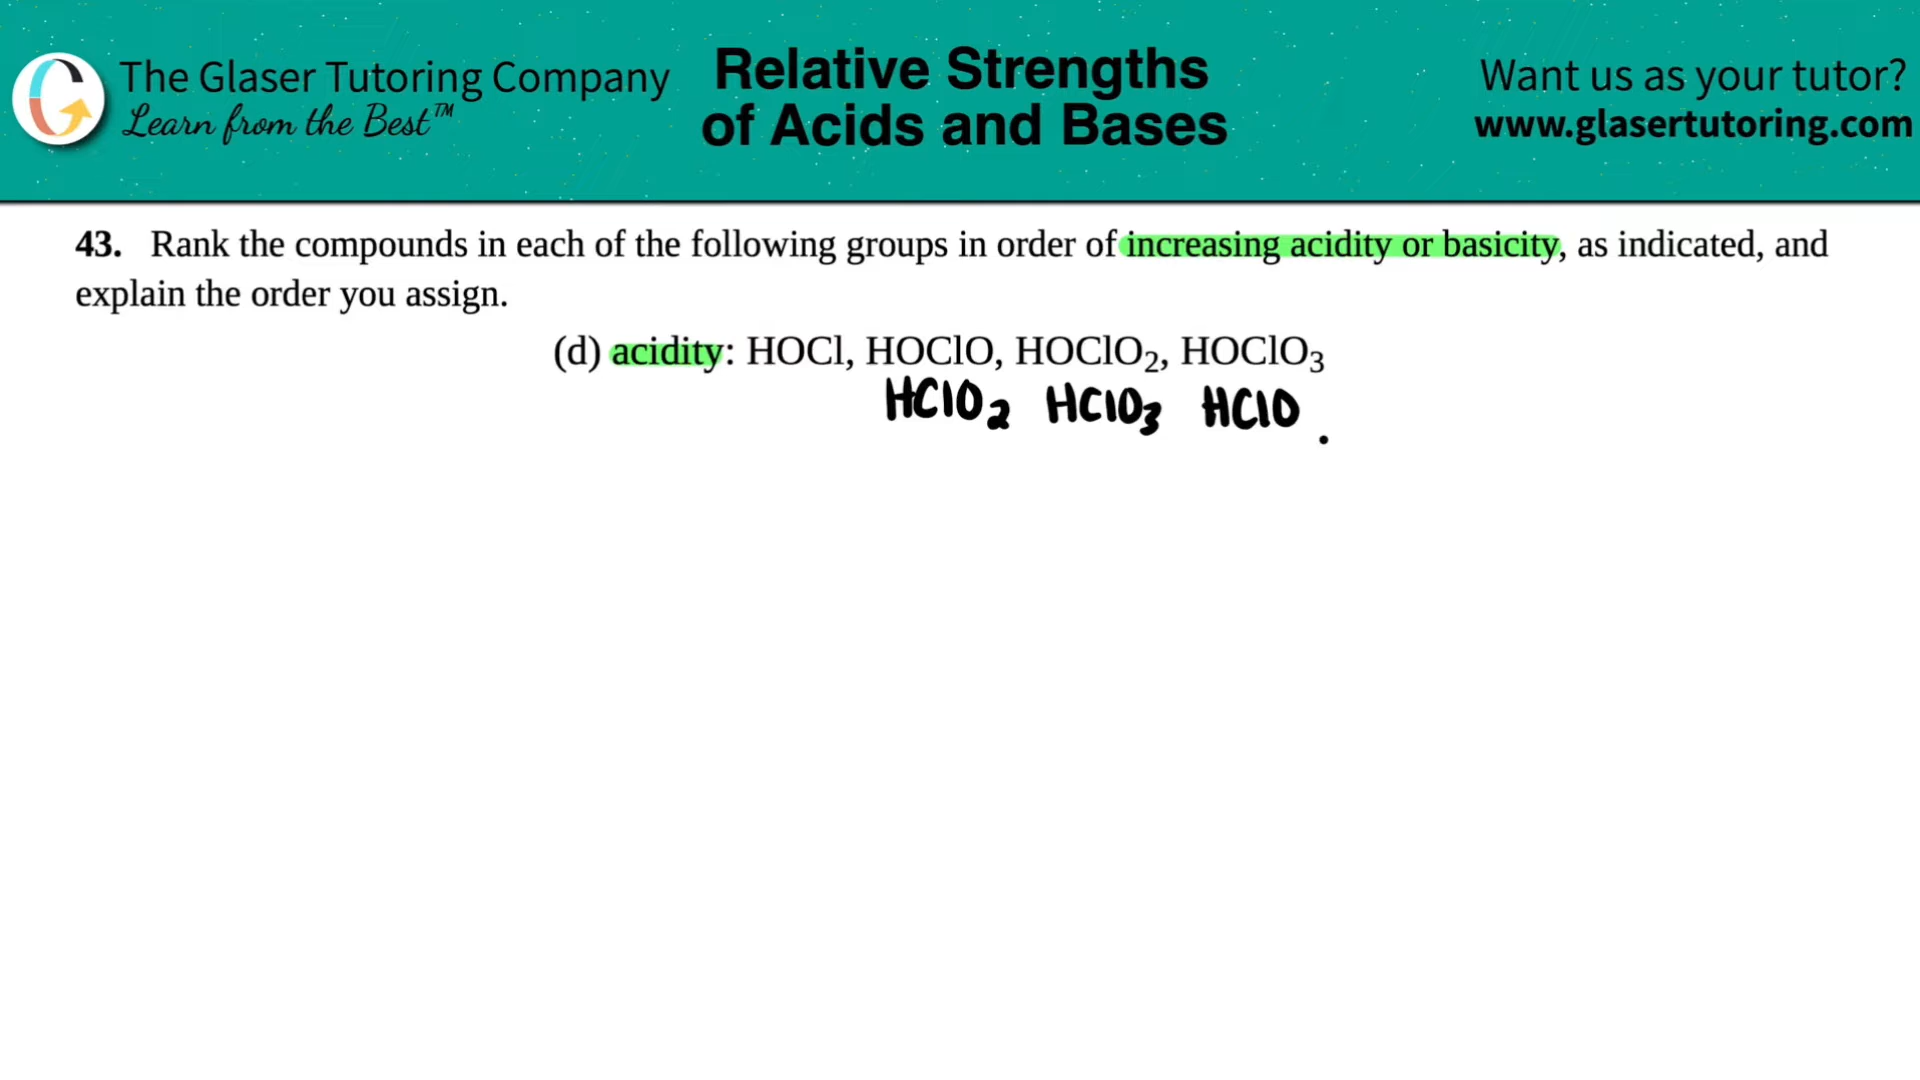 The Glaser Tutoring Company
Learn from the Best™
Relative Strengths
of Acids and Bases
Want us as your tutor?
www.glasertutoring.com
43. Rank the compounds in each of the following groups in order of increasing acidity or basicity, as indicated, and
explain the order you assign.
(d) acidity: HOCl, HOClO, HOClO₂, HOClO₃
HClO₂ HClO₃ HClO .